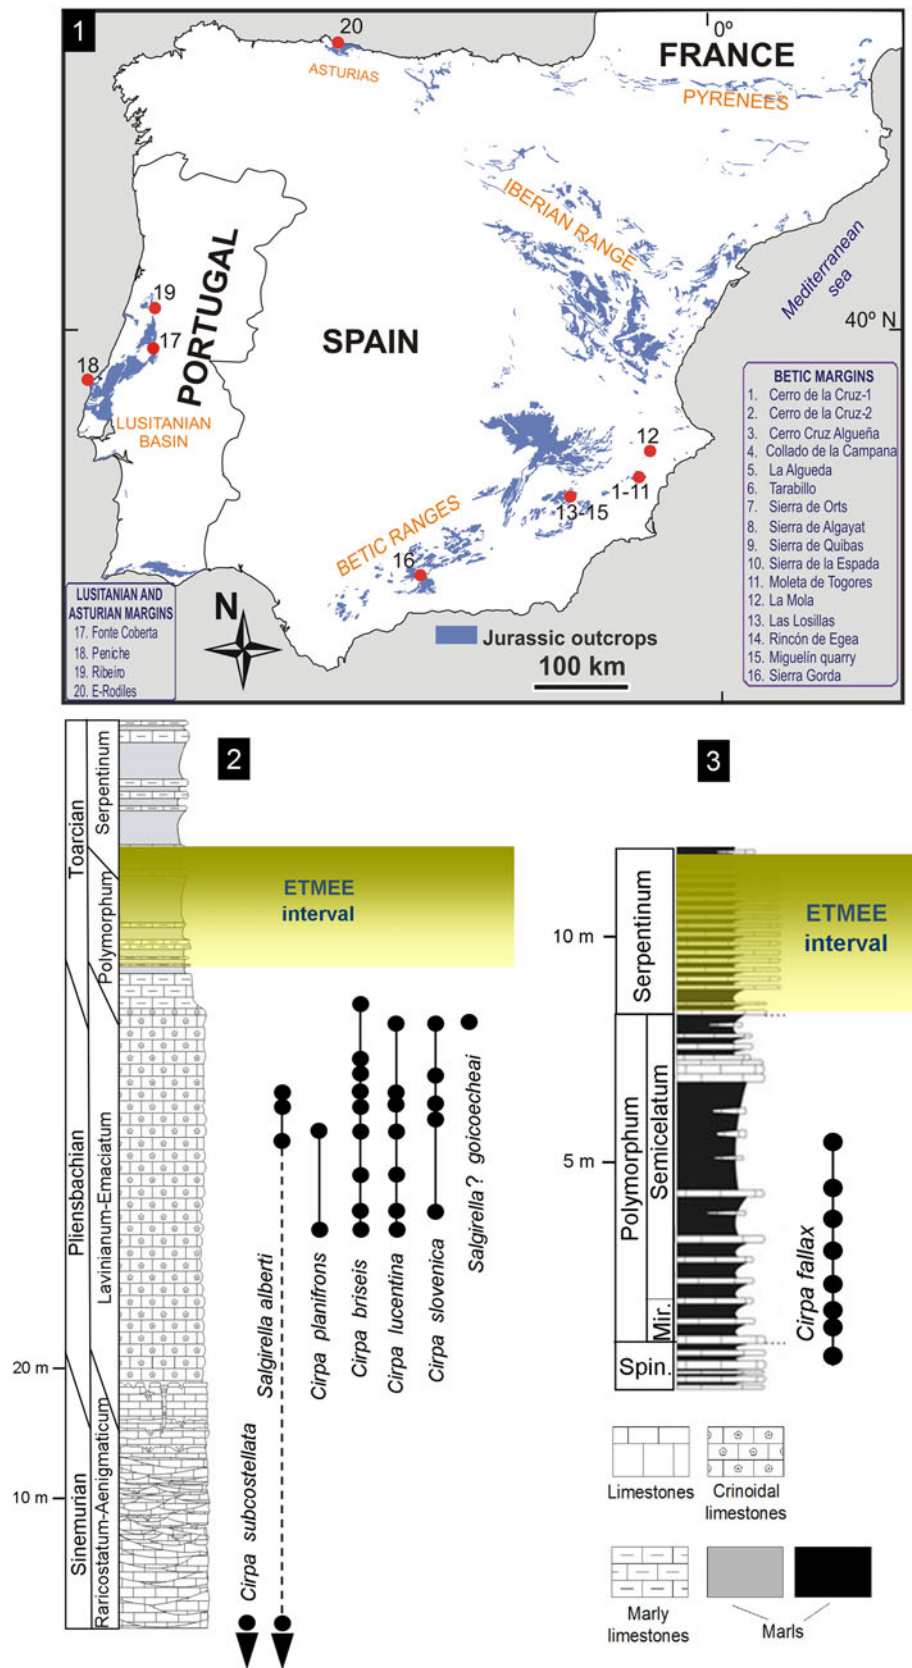 1
20
0º
FRANCE
ASTURIAS
PYRENEES
IBERIAN RANGE
Mediterranean
sea
PORTUGAL
19
SPAIN
40º N
17
18
LUSITANIAN
BASIN
12
1-11
13-15
BETIC RANGES
16
BETIC MARGINS
1. Cerro de la Cruz-1
2. Cerro de la Cruz-2
3. Cerro Cruz Algueña
4. Collado de la Campana
5. La Algueda
6. Tarabillo
7. Sierra de Orts
8. Sierra de Algayat
9. Sierra de Quibas
10. Sierra de la Espada
11. Moleta de Togores
12. La Mola
13. Las Losillas
14. Rincón de Egea
15. Miguelín quarry
16. Sierra Gorda
LUSITANIAN AND
ASTURIAN MARGINS
17. Fonte Coberta
18. Peniche
19. Ribeiro
20. E-Rodiles
N
Jurassic outcrops
100 km
2
Toarcian
Serpentinum
Polymorphum
ETMEE
interval
Pliensbachian
Lavinianum-Emaciatum
20 m
Sinemurian
Raricostatum-Aenigmaticum
10 m
Cirpa subcostellata
Salgirella alberti
Cirpa planifrons
Cirpa briseis
Cirpa lucentina
Cirpa slovenica
Salgirella? goicoecheai
3
Serpentinum
10 m
ETMEE
interval
Polymorphum
Semicelatum
5 m
Mir.
Spin.
Cirpa fallax
Limestones
Crinoidal
limestones
Marly
limestones
Marls